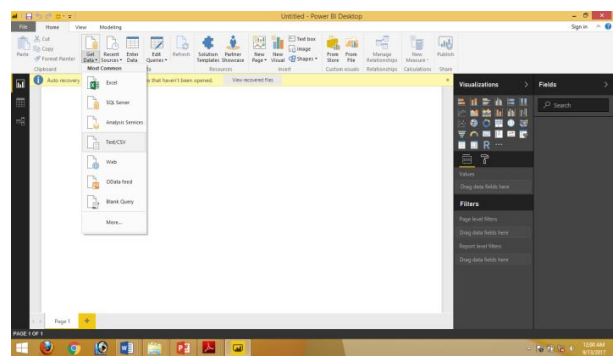 Untitled - Power BI Desktop
File Home View Modeling
Sign in
Paste
Cut
Copy
Format Painter
Get Data
Recent Sources
Enter Data
Edit Queries
Refresh
Solution Templates
Partner Showcase
New Page
New Visual
Text box
Image
Shapes
From Store
From File
Manage Relationships
New Measure
Publish
Clipboard
Resources
Insert
Custom visuals
Relationships
Calculations
Share
Most Common
Excel
SQL Server
Analysis Services
Text/CSV
Web
OData feed
Blank Query
More...
Auto recovery
that haven't been opened.
View recovered files
Visualizations
Fields
Search
Values
Drag data fields here
Filters
Page level filters
Drag data fields here
Report level filters
Drag data fields here
Page 1
PAGE 1 OF 1
12:00 AM